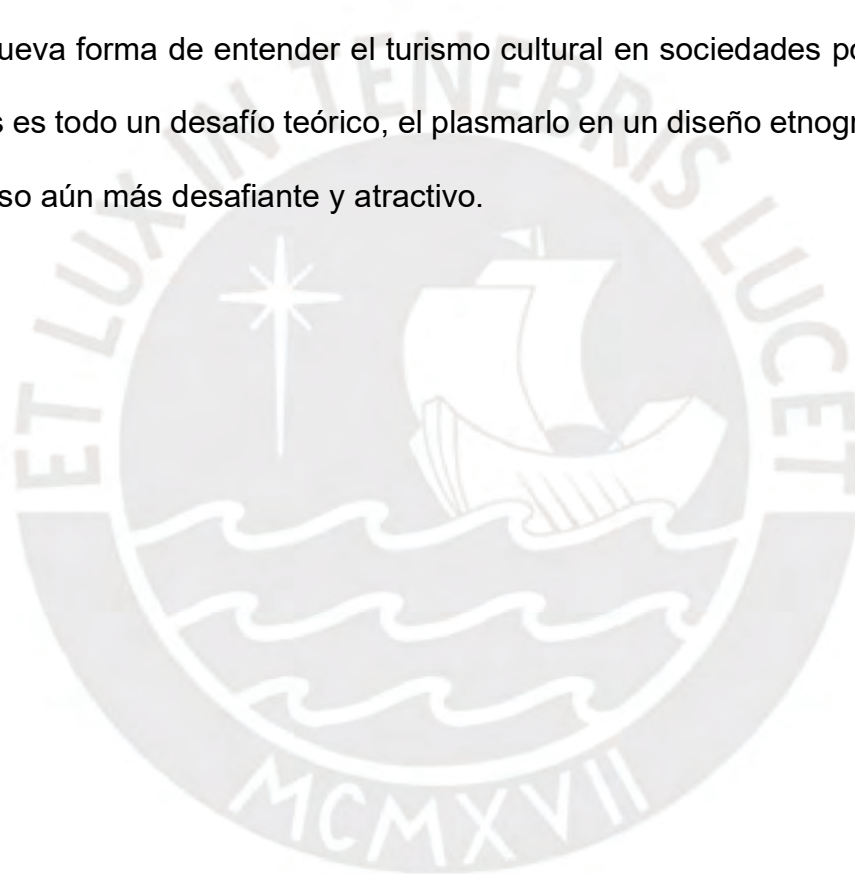 ueva forma de entender el turismo cultural en sociedades po
s es todo un desafío teórico, el plasmarlo en un diseño etnogr
so aún más desafiante y atractivo.
ET LUX IN TENEBRIS LUCET
MCMXVII